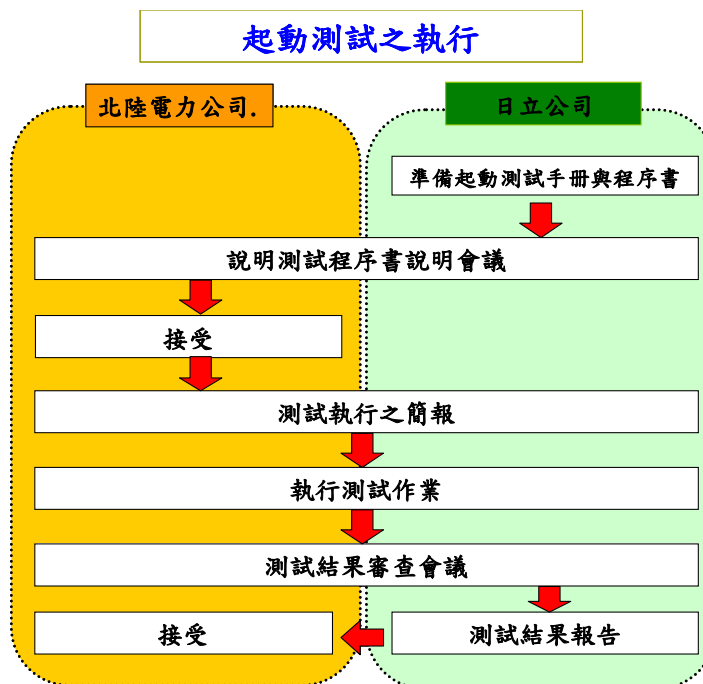 起動測試之執行
北陸電力公司.
日立公司
準備起動測試手冊與程序書
說明測試程序書說明會議
接受
測試執行之簡報
執行測試作業
測試結果審查會議
接受
測試結果報告